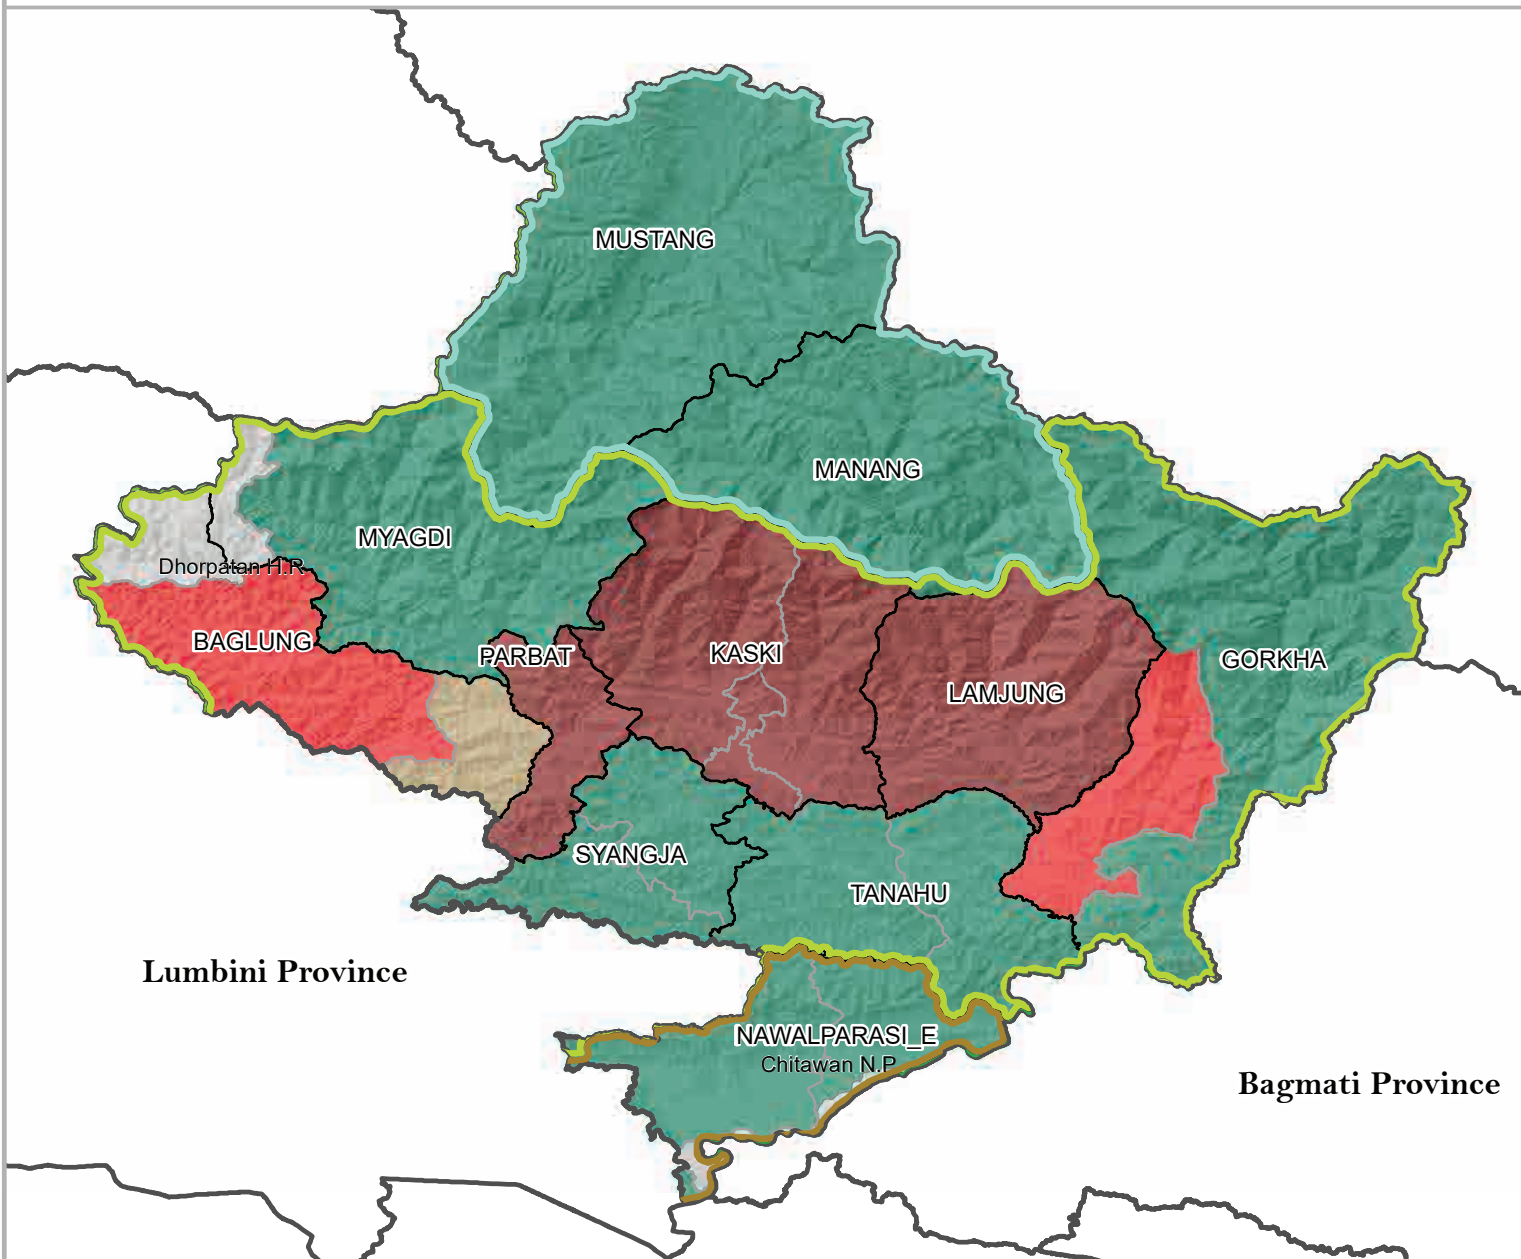 MUSTANG
MANANG
MYAGDI
Dhorpatan H.R
BAGLUNG
PARBAT
KASKI
GORKHA
LAMJUNG
SYANGJA
TANAHU
Lumbini Province
NAWALPARASI_E
Chitawan N.P
Bagmati Province